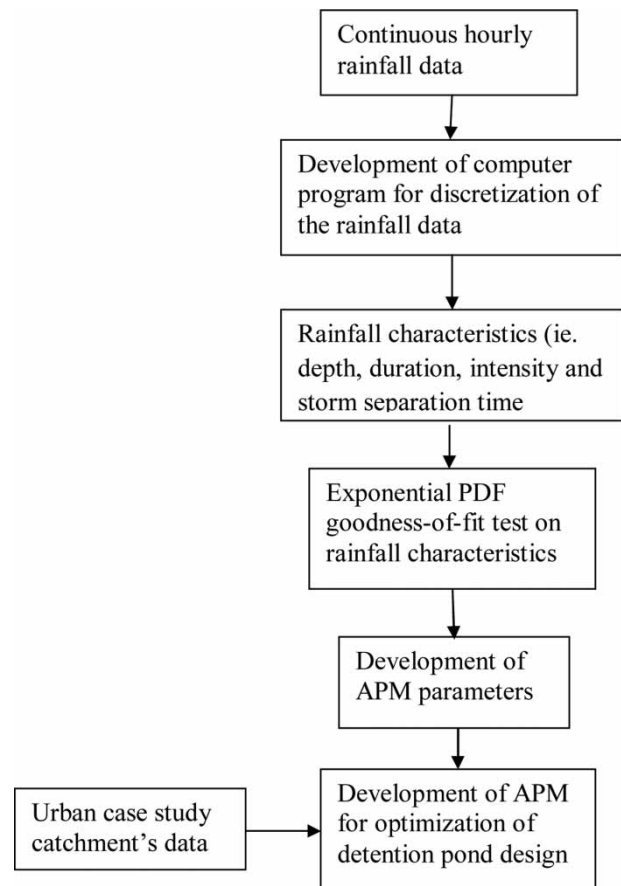 Continuous hourly
rainfall data
Development of computer
program for discretization of
the rainfall data
Rainfall characteristics (ie.
depth, duration, intensity and
storm separation time
Exponential PDF
goodness-of-fit test on
rainfall characteristics
Development of
APM parameters
Urban case study
catchment's data
Development of APM
for optimization of
detention pond design